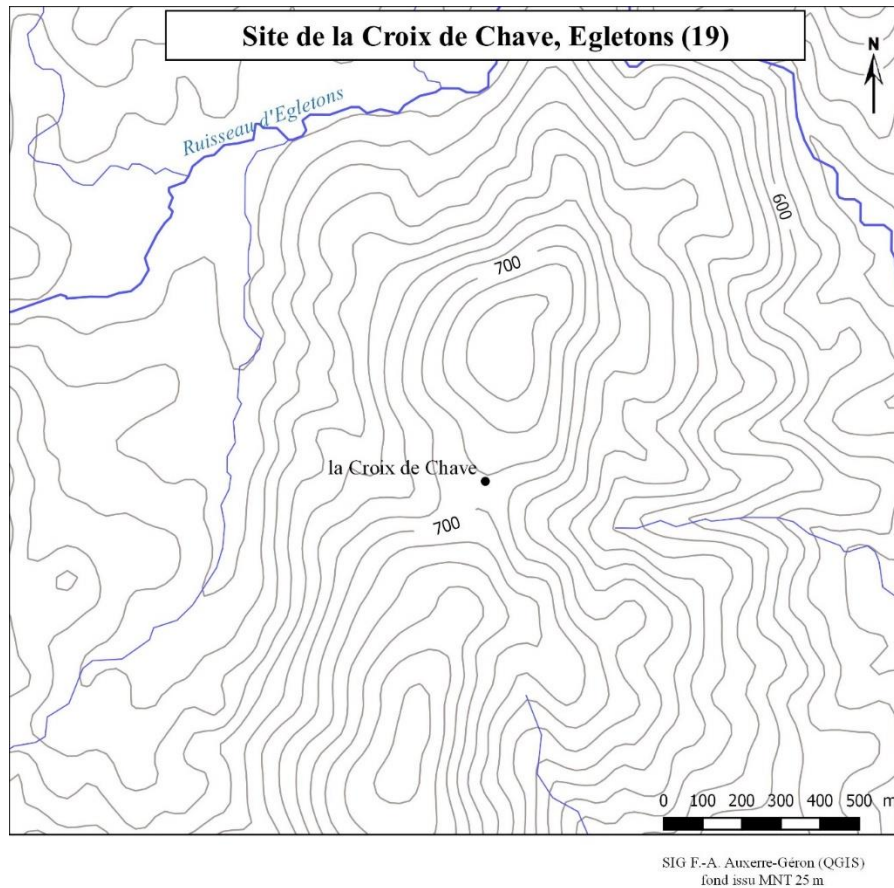 Site de la Croix de Chave, Egletons (19)
N
Ruisseau d'Egletons
600
700
la Croix de Chave
700
0 100 200 300 400 500 m
SIG F.-A. Auxerre-Géron (QGIS)
fond issu MNT 25 m